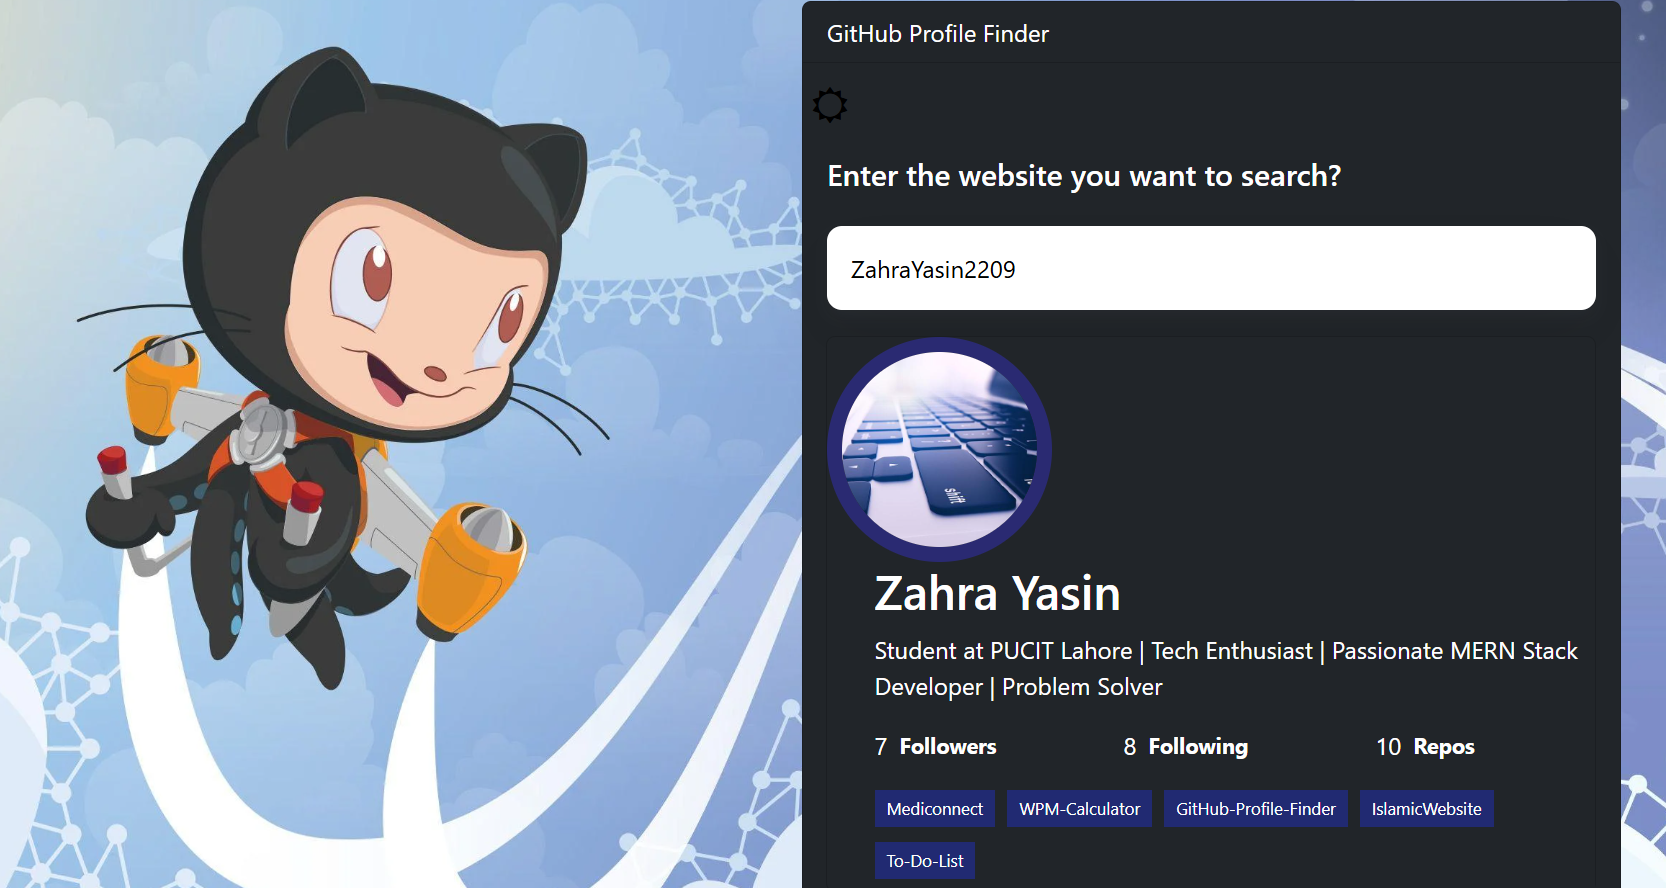 GitHub Profile Finder
Enter the website you want to search?
ZahraYasin2209
shift
Zahra Yasin
Student at PUCIT Lahore | Tech Enthusiast | Passionate MERN Stack
Developer | Problem Solver
7 Followers 8 Following 10 Repos
Mediconnect WPM-Calculator GitHub-Profile-Finder IslamicWebsite
To-Do-List